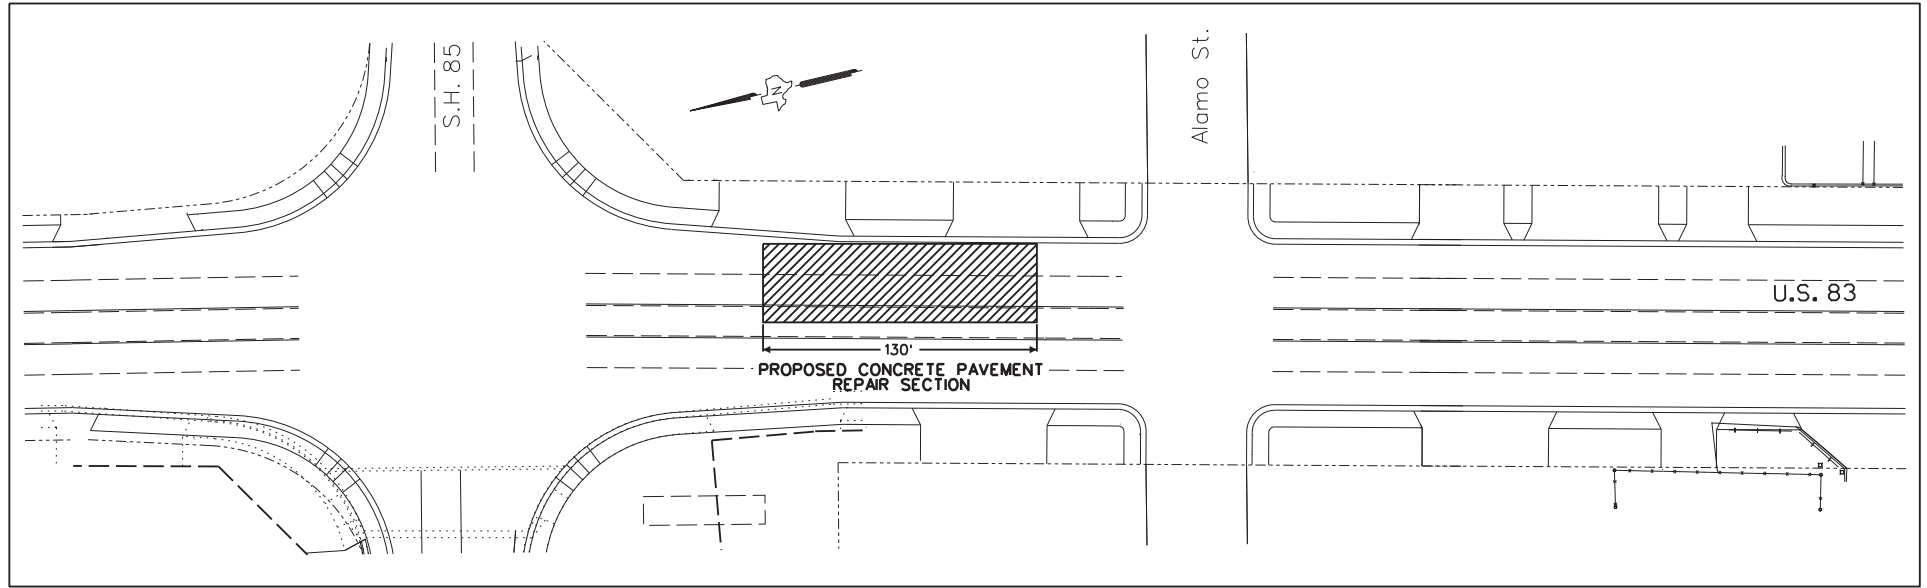 S.H. 85
N
Alamo St.
U.S. 83
130'
PROPOSED CONCRETE PAVEMENT
REPAIR SECTION